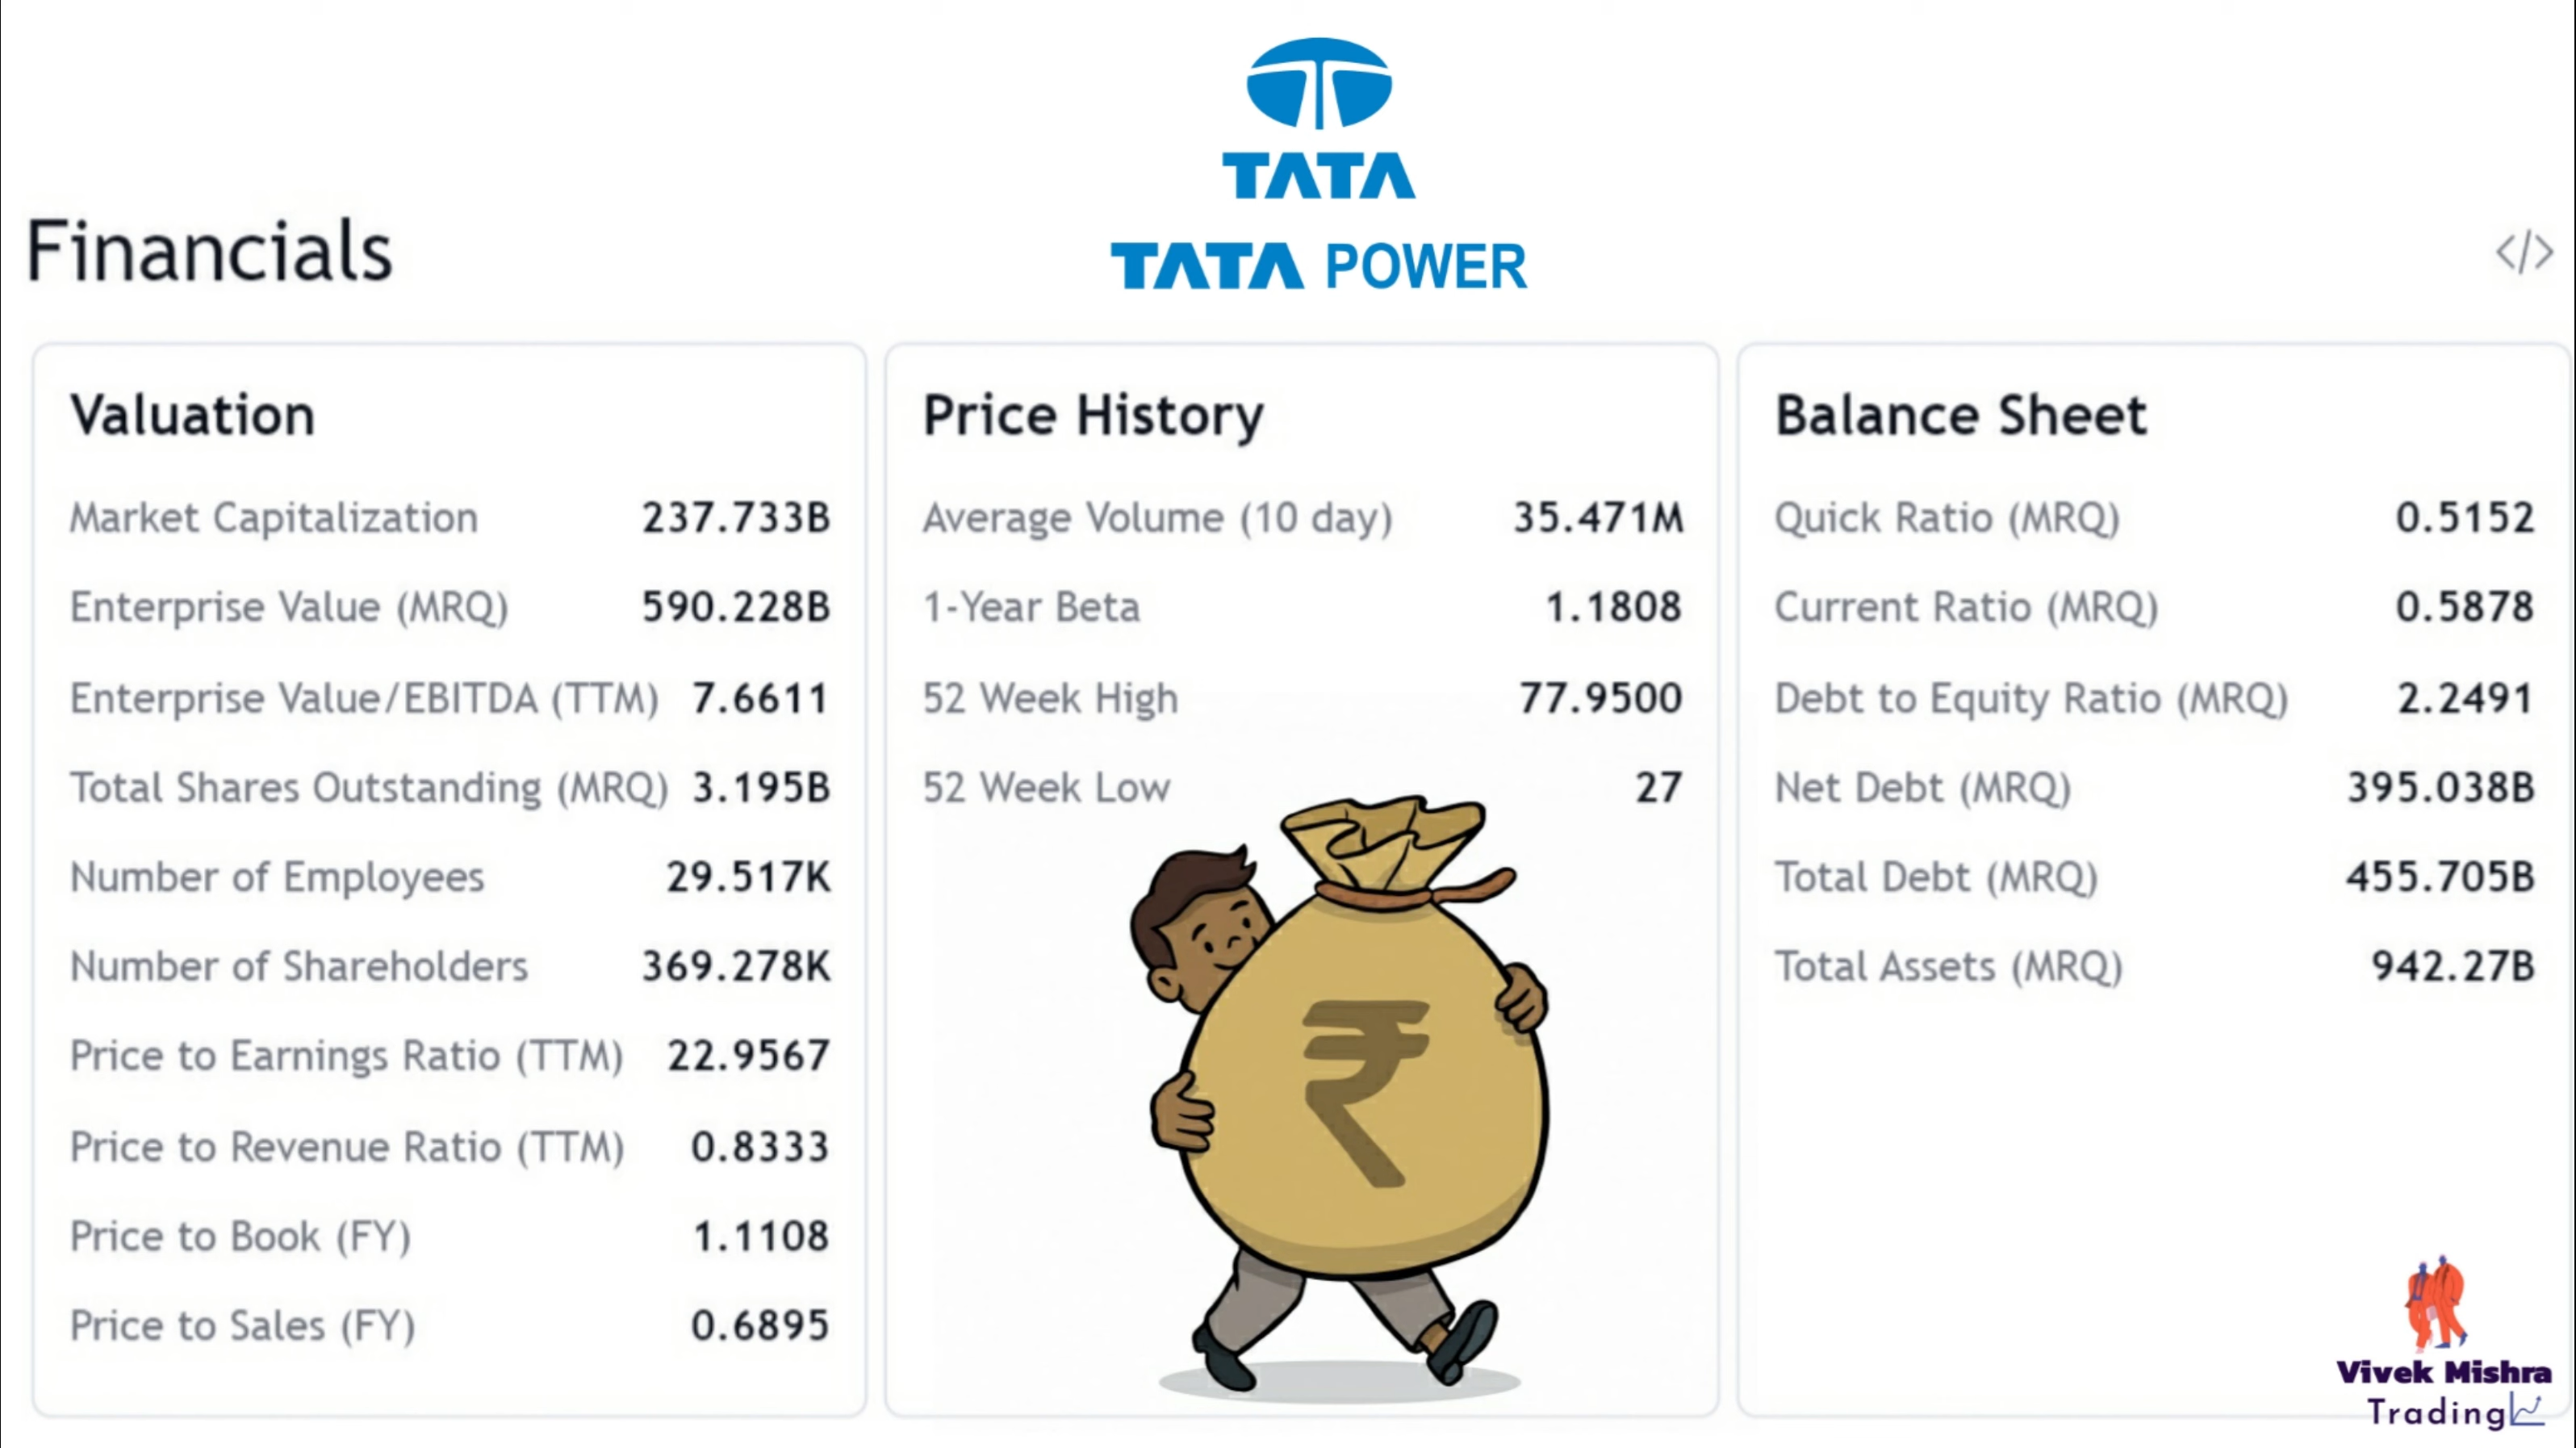 TATA
TATA POWER
Financials
</>
Valuation
Market Capitalization 237.733B
Enterprise Value (MRQ) 590.228B
Enterprise Value/EBITDA (TTM) 7.6611
Total Shares Outstanding (MRQ) 3.195B
Number of Employees 29.517K
Number of Shareholders 369.278K
Price to Earnings Ratio (TTM) 22.9567
Price to Revenue Ratio (TTM) 0.8333
Price to Book (FY) 1.1108
Price to Sales (FY) 0.6895
Price History
Average Volume (10 day) 35.471M
1-Year Beta 1.1808
52 Week High 77.9500
52 Week Low 27
₹
Balance Sheet
Quick Ratio (MRQ) 0.5152
Current Ratio (MRQ) 0.5878
Debt to Equity Ratio (MRQ) 2.2491
Net Debt (MRQ) 395.038B
Total Debt (MRQ) 455.705B
Total Assets (MRQ) 942.27B
Vivek Mishra
Trading